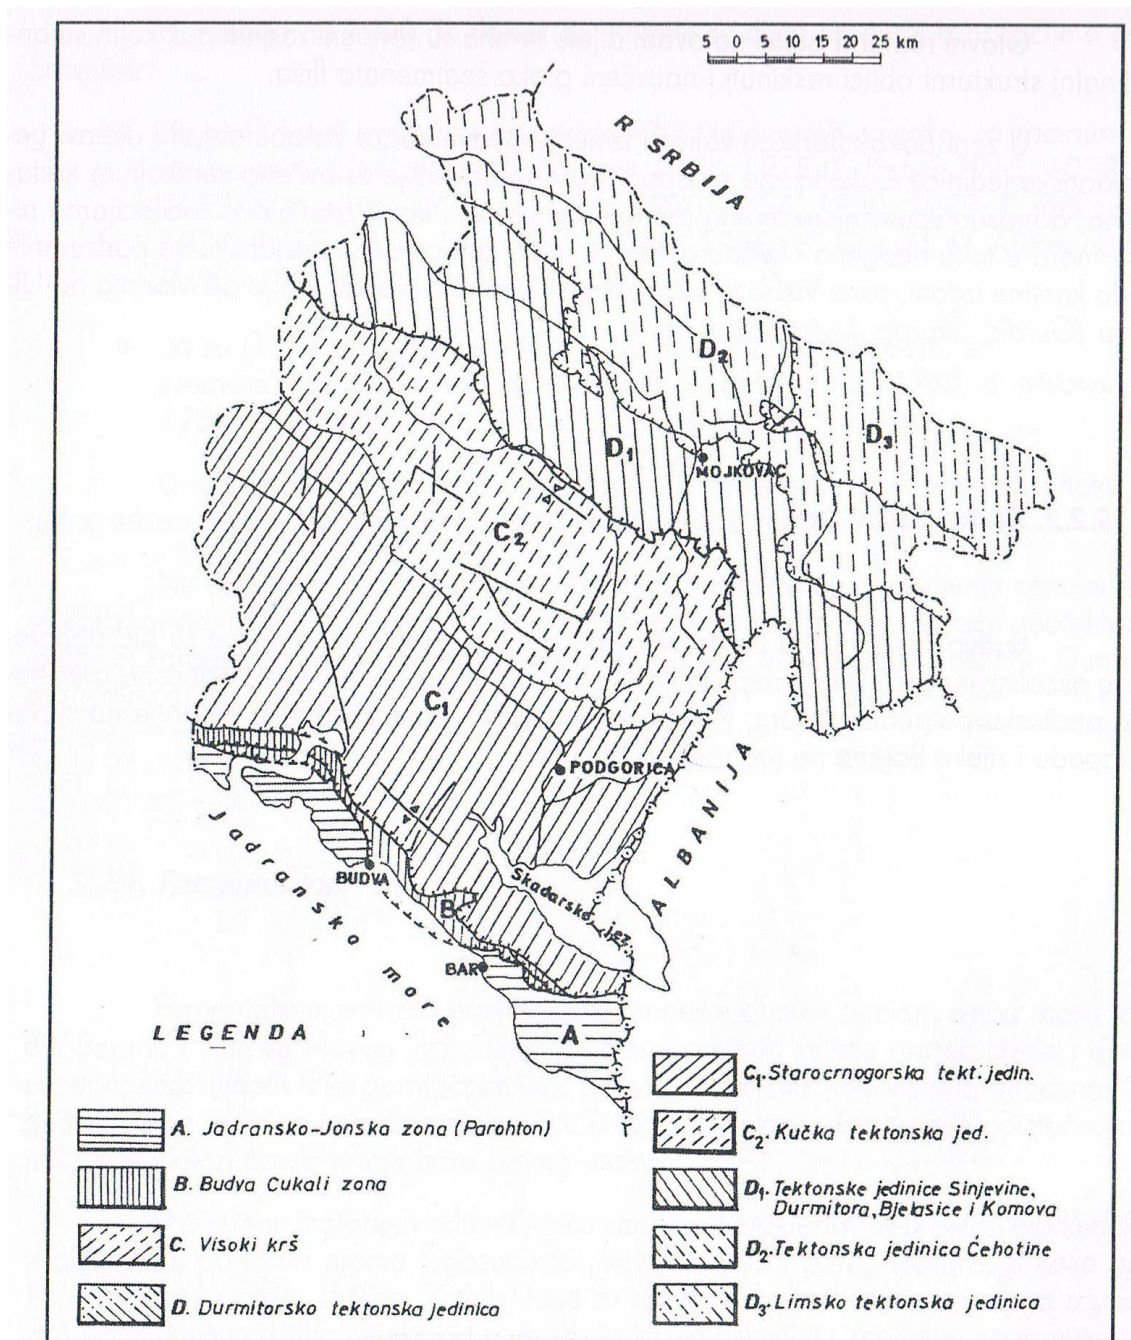 5 0 5 10 15 20 25 km
R SRBIJA
D2
D1
D3
MOJKOVAC
C2
C1
PODGORICA
ALBANIJA
Jadransko more
BUDVA
Skadarsko jez.
B
BAR
A
LEGENDA
A. Jadransko-Jonska zona (Parohton)
B. Budva Cukali zona
C. Visoki krš
D. Durmitorsko tektonska jedinica
C1. Starocrnogorska tekt. jedin.
C2. Kučka tektonska jed.
D1. Tektonske jedinice Sinjevine,
Durmitora, Bjelasice i Komova
D2. Tektonska jedinica Ćehotine
D3. Limsko tektonska jedinica